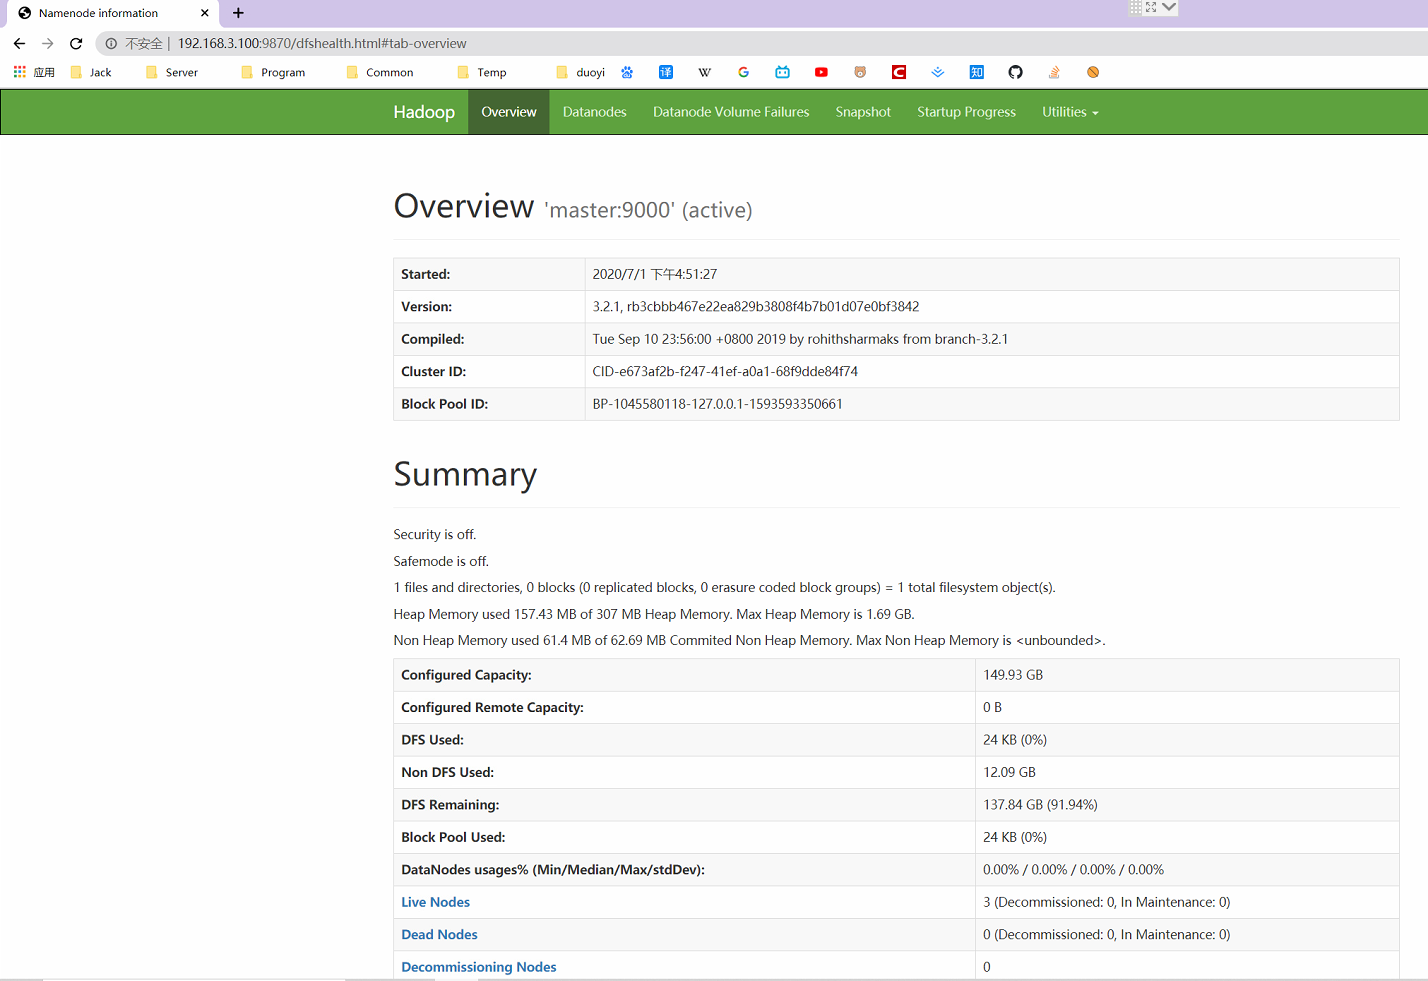 Namenode information
不安全 | 192.168.3.100:9870/dfshealth.html#tab-overview
应用 Jack Server Program Common Temp duoyi 译 W G 知
Hadoop Overview Datanodes Datanode Volume Failures Snapshot Startup Progress Utilities
Overview 'master:9000' (active)
Started: 2020/7/1 下午4:51:27
Version: 3.2.1, rb3cbbb467e22ea829b3808f4b7b01d07e0bf3842
Compiled: Tue Sep 10 23:56:00 +0800 2019 by rohithsharmaks from branch-3.2.1
Cluster ID: CID-e673af2b-f247-41ef-a0a1-68f9dde84f74
Block Pool ID: BP-1045580118-127.0.0.1-1593593350661
Summary
Security is off.
Safemode is off.
1 files and directories, 0 blocks (0 replicated blocks, 0 erasure coded block groups) = 1 total filesystem object(s).
Heap Memory used 157.43 MB of 307 MB Heap Memory. Max Heap Memory is 1.69 GB.
Non Heap Memory used 61.4 MB of 62.69 MB Commited Non Heap Memory. Max Non Heap Memory is <unbounded>.
Configured Capacity: 149.93 GB
Configured Remote Capacity: 0 B
DFS Used: 24 KB (0%)
Non DFS Used: 12.09 GB
DFS Remaining: 137.84 GB (91.94%)
Block Pool Used: 24 KB (0%)
DataNodes usages% (Min/Median/Max/stdDev): 0.00% / 0.00% / 0.00% / 0.00%
Live Nodes 3 (Decommissioned: 0, In Maintenance: 0)
Dead Nodes 0 (Decommissioned: 0, In Maintenance: 0)
Decommissioning Nodes 0